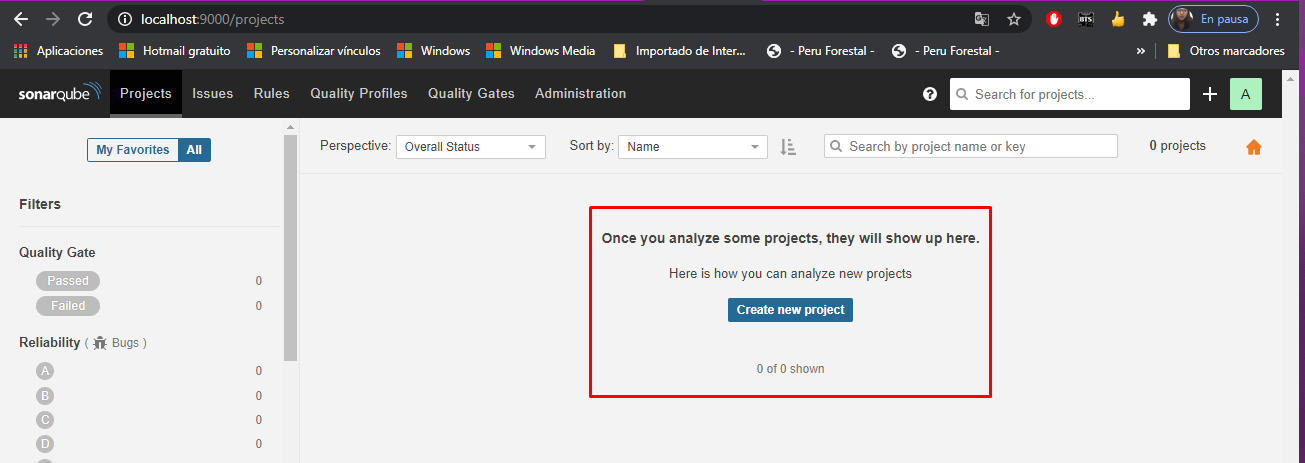 localhost:9000/projects
En pausa
Aplicaciones Hotmail gratuito Personalizar vínculos Windows Windows Media Importado de Inter... - Peru Forestal - - Peru Forestal - » Otros marcadores
sonarqube Projects Issues Rules Quality Profiles Quality Gates Administration ? Search for projects... + A
My Favorites All
Perspective: Overall Status Sort by: Name Search by project name or key 0 projects
Filters
Quality Gate
Passed 0
Failed 0
Reliability ( Bugs )
A 0
B 0
C 0
D 0
Once you analyze some projects, they will show up here.
Here is how you can analyze new projects
Create new project
0 of 0 shown